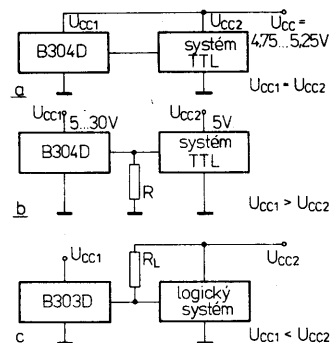 UCC1 UCC2 UCC =
4,75...5,25V
B304D systém TTL
a UCC1 = UCC2
UCC1 5...30V UCC2 5V
B304D systém TTL
R
b UCC1 > UCC2
UCC1 RL UCC2
B303D logický systém
c UCC1 < UCC2